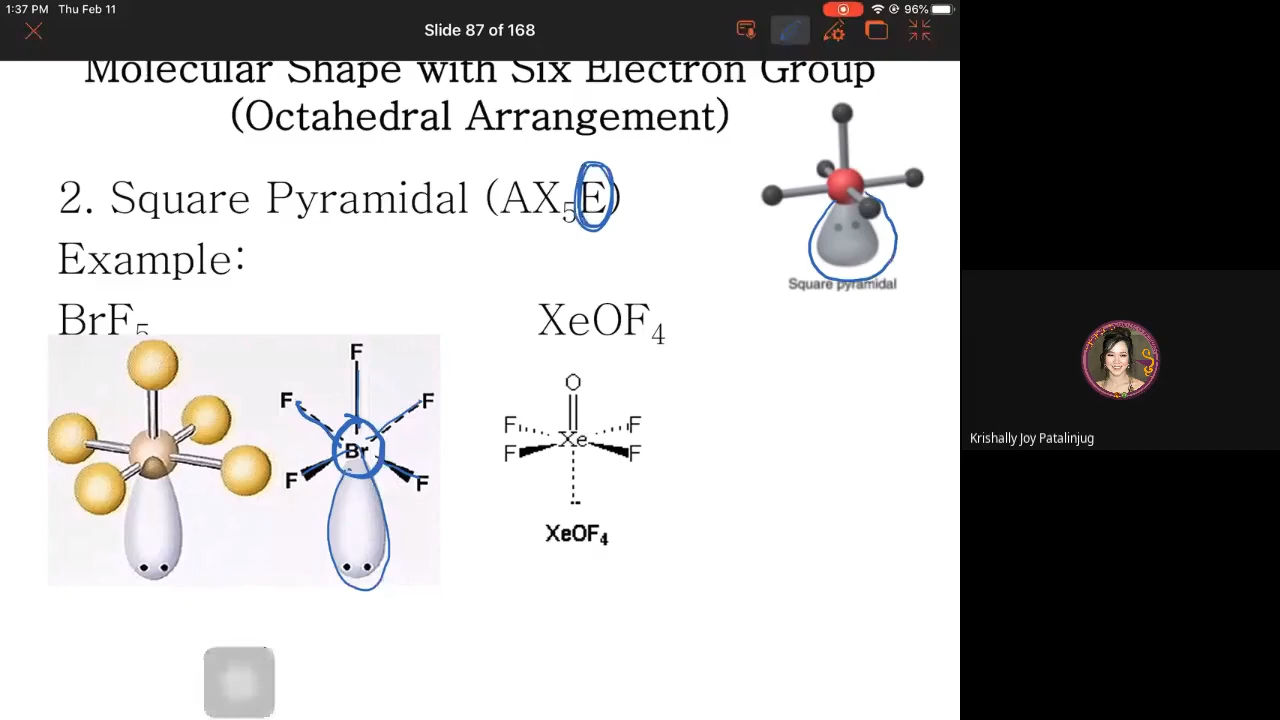 1:37 PM Thu Feb 11
96%
Slide 87 of 168
Molecular Shape with Six Electron Group
(Octahedral Arrangement)
2. Square Pyramidal (AX₅E)
Square pyramidal
Example:
BrF₅
XeOF₄
F
F F
Br
F F
O
F F
Xe
F F
XeOF₄
Krishally Joy Patalinjug